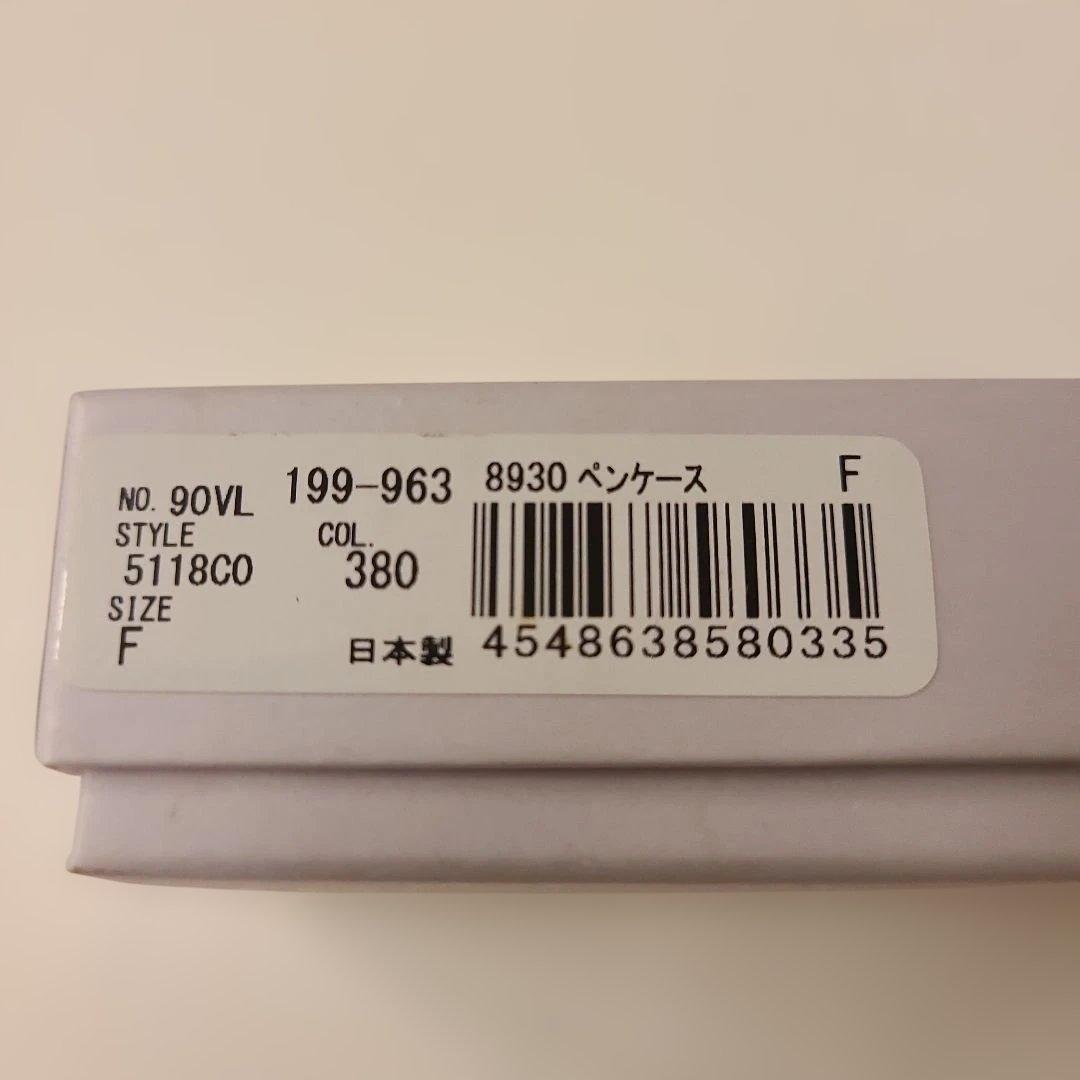 NO. 90VL 199-963 8930 ペンケース F
STYLE COL.
5118CO 380
SIZE
F 日本製 4548638580335